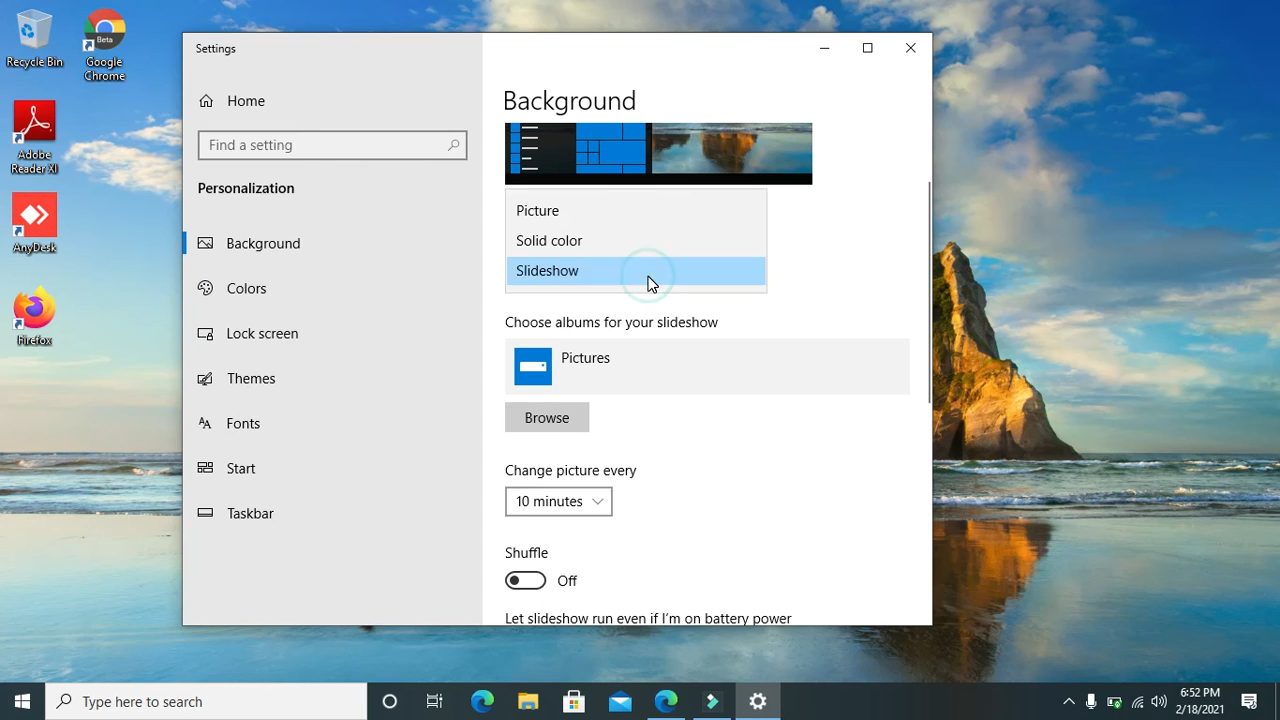 Recycle Bin
Google
Chrome
Beta
Adobe
Reader XI
AnyDesk
Firefox
Settings
Home
Find a setting
Personalization
Background
Colors
Lock screen
Themes
Fonts
Start
Taskbar
Background
Picture
Solid color
Slideshow
Choose albums for your slideshow
Pictures
Browse
Change picture every
10 minutes
Shuffle
Off
Let slideshow run even if I'm on battery power
Type here to search
6:52 PM
2/18/2021